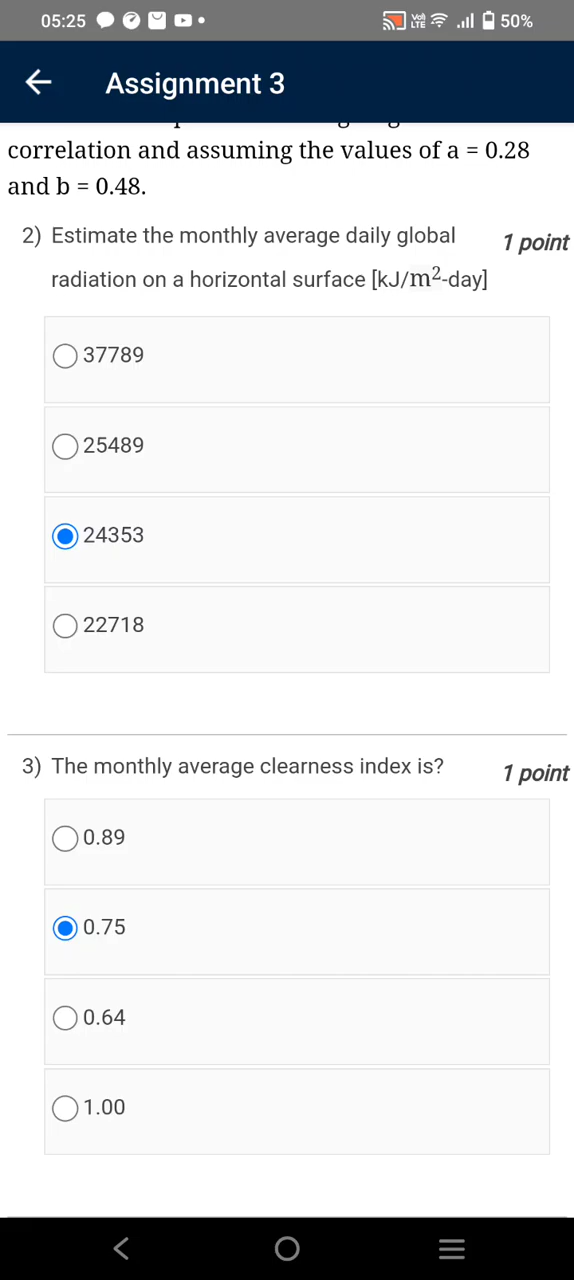 05:25
Vo)
LTE
50%
Assignment 3
correlation and assuming the values of a = 0.28
and b = 0.48.
2) Estimate the monthly average daily global
1 point
radiation on a horizontal surface [kJ/m²-day]
37789
25489
24353
22718
3) The monthly average clearness index is?
1 point
0.89
0.75
0.64
1.00